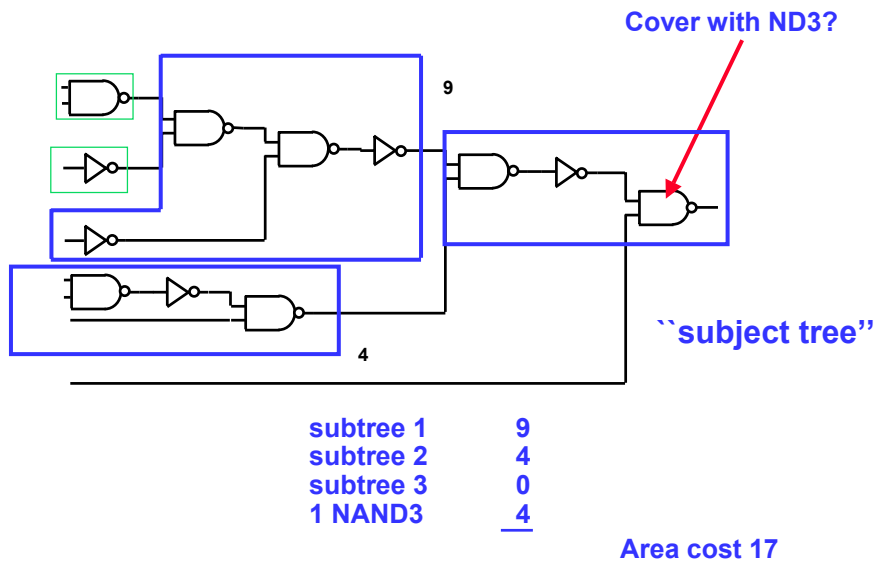 Cover with ND3?
9
4
``subject tree’’
subtree 1 9
subtree 2 4
subtree 3 0
1 NAND3 4
Area cost 17